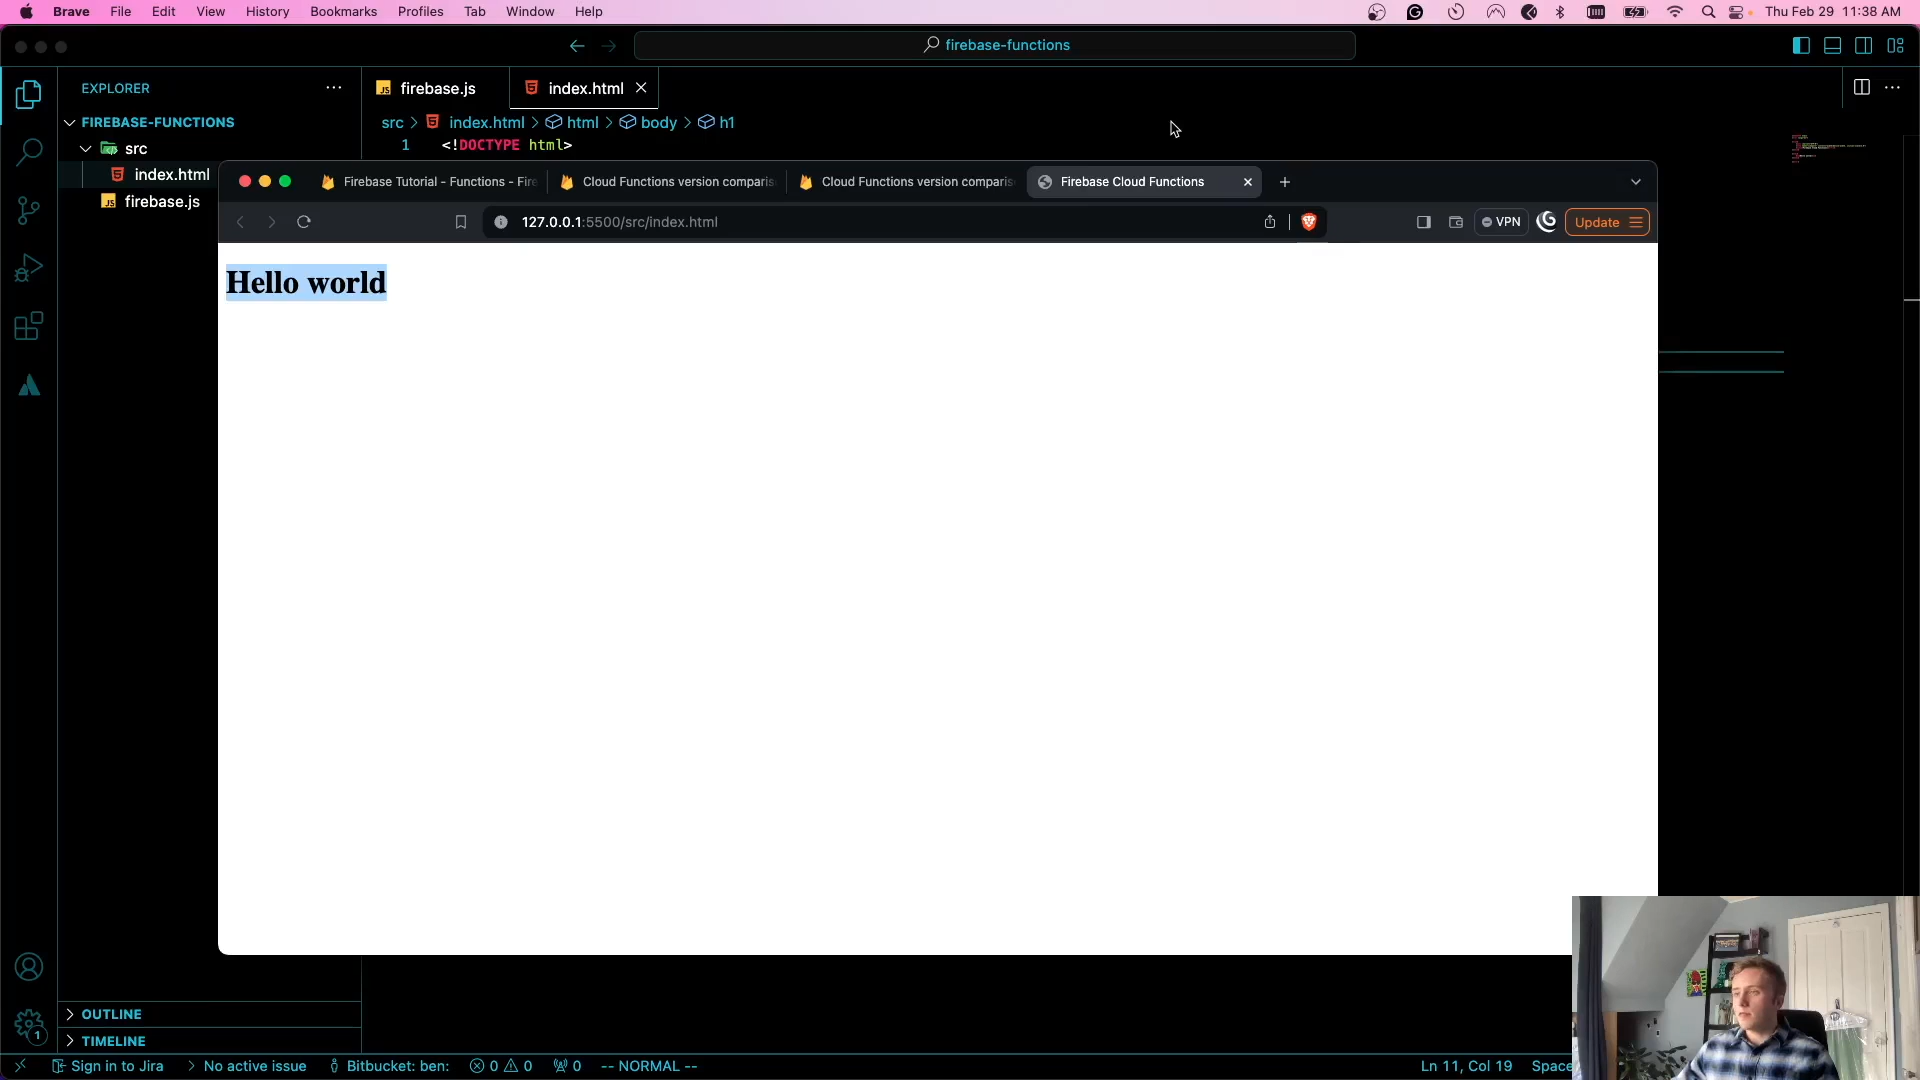 Brave File Edit View History Bookmarks Profiles Tab Window Help Thu Feb 29 11:38 AM
firebase-functions
EXPLORER
firebase.js index.html
FIREBASE-FUNCTIONS
src > index.html > html > body > h1
src
1 <!DOCTYPE html>
index.html
firebase.js
Firebase Tutorial - Functions - Fire Cloud Functions version comparis Cloud Functions version comparis Firebase Cloud Functions
127.0.0.1:5500/src/index.html VPN Update
Hello world
OUTLINE
TIMELINE
1
Sign in to Jira No active issue Bitbucket: ben: 0 0 0 -- NORMAL -- Ln 11, Col 19 Space